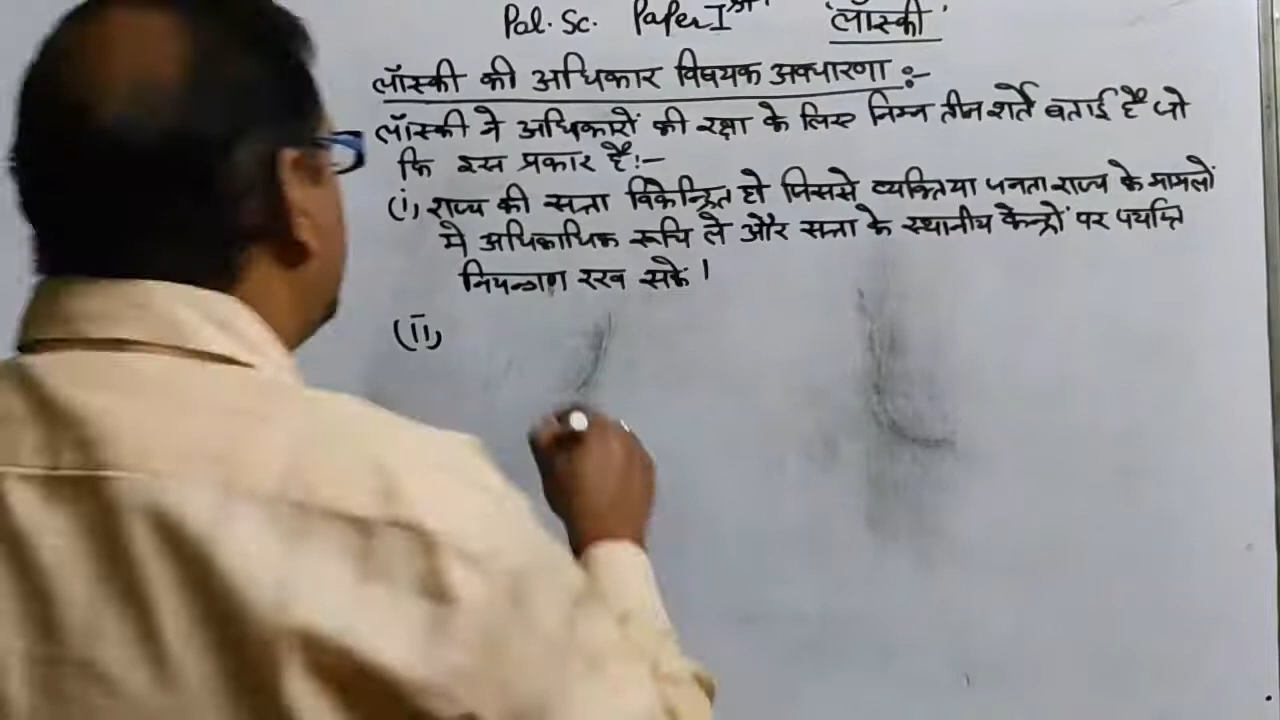 Pol. Sc. Paper Ist 'लॉस्की'
लॉस्की की अधिकार विषयक अवधारणा :-
लॉस्की ने अधिकारों की रक्षा के लिए निम्न तीन शर्ते बताई है जो
कि इस प्रकार है:-
(i) राज्य की सत्ता विकेन्द्रित हो जिससे व्यक्ति या जनता राज्य के मामलों
मे अधिकाधिक रूचि ले और सत्ता के स्थानीय केन्द्रों पर पर्याप्त
नियन्त्रण रख सकें।
(ii)